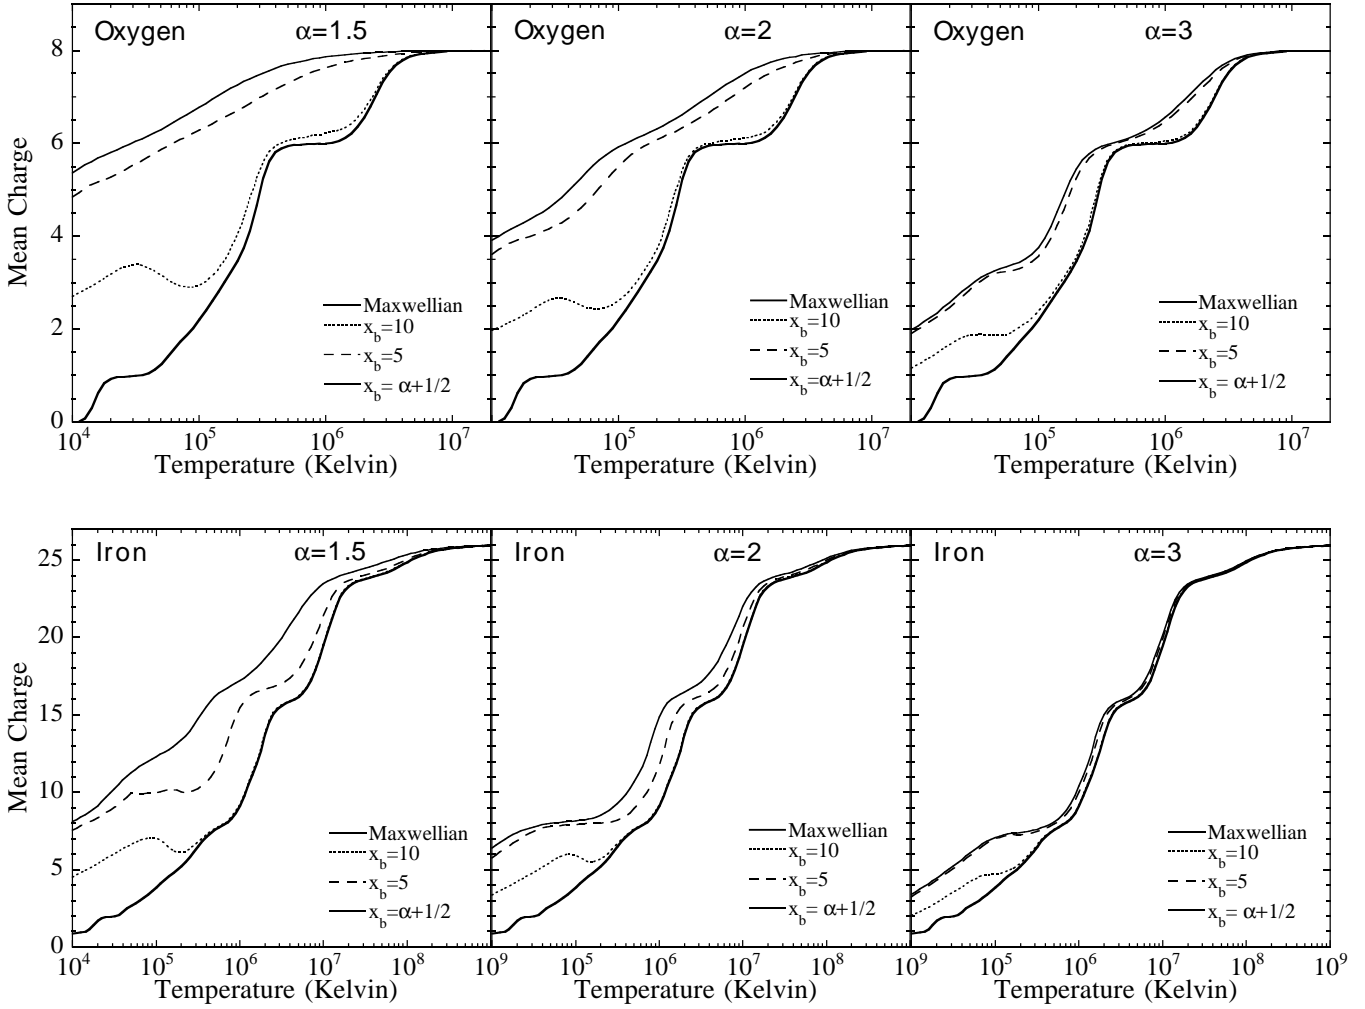 Oxygen α=1.5
Oxygen α=2
Oxygen α=3
8
6
4
2
0
Mean Charge
Maxwellian
x_b=10
x_b=5
x_b= α+1/2
Maxwellian
x_b=10
x_b=5
x_b=α+1/2
Maxwellian
x_b=10
x_b=5
x_b= α+1/2
10^4 10^5 10^6 10^7
10^5 10^6 10^7
10^5 10^6 10^7
Temperature (Kelvin)
Temperature (Kelvin)
Temperature (Kelvin)
Iron α=1.5
Iron α=2
Iron α=3
25
20
15
10
5
0
Mean Charge
Maxwellian
x_b=10
x_b=5
x_b=α+1/2
Maxwellian
x_b=10
x_b=5
x_b= α+1/2
Maxwellian
x_b=10
x_b=5
x_b= α+1/2
10^4 10^5 10^6 10^7 10^8
10^9 10^5 10^6 10^7 10^8
10^9 10^5 10^6 10^7 10^8 10^9
Temperature (Kelvin)
Temperature (Kelvin)
Temperature (Kelvin)